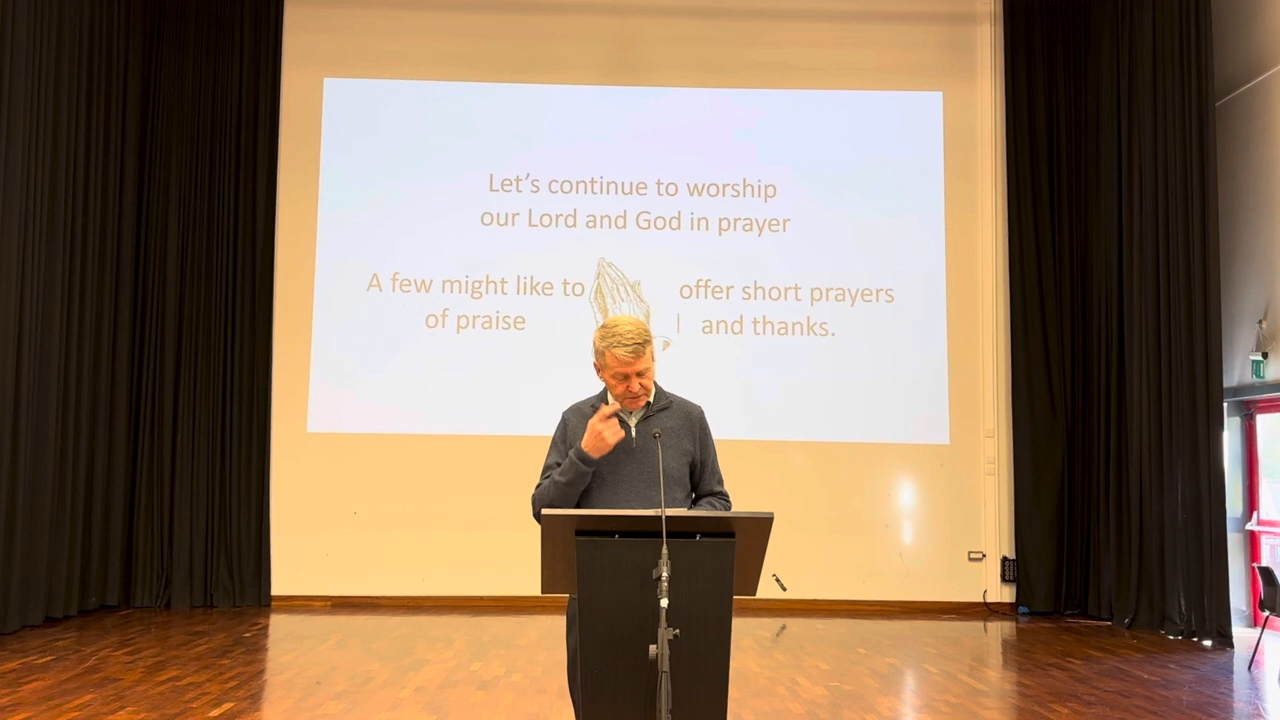 Let's continue to worship
our Lord and God in prayer
A few might like to offer short prayers
of praise and thanks.